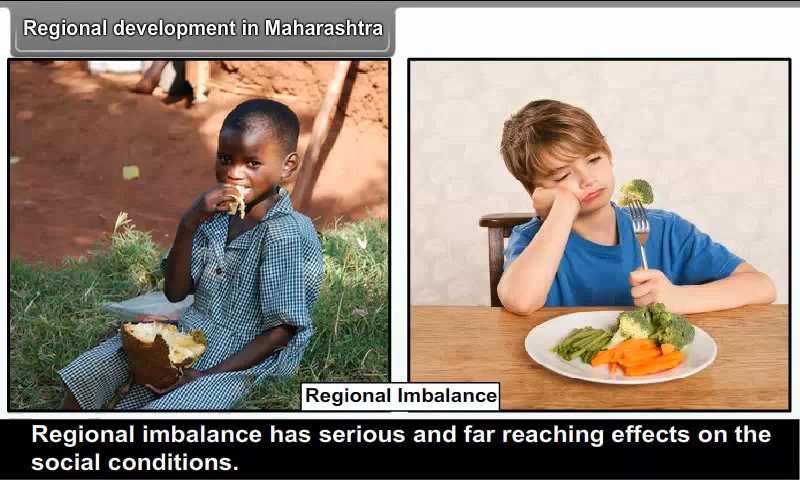 Regional development in Maharashtra
Regional Imbalance
Regional imbalance has serious and far reaching effects on the
social conditions.